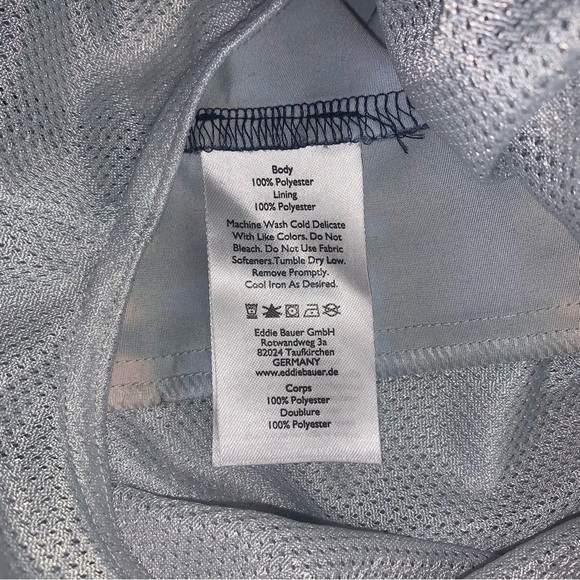 Body
100% Polyester
Lining
100% Polyester
Machine Wash Cold Delicate
With Like Colors. Do Not
Bleach. Do Not Use Fabric
Softeners.Tumble Dry Low.
Remove Promptly.
Cool Iron As Desired.
Eddie Bauer GmbH
Rotwandweg 3a
82024 Taufkirchen
GERMANY
www.eddiebauer.de
Corps
100% Polyester
Doublure
100% Polyester